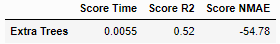 Score Time Score R2 Score NMAE
Extra Trees 0.0055 0.52 -54.78